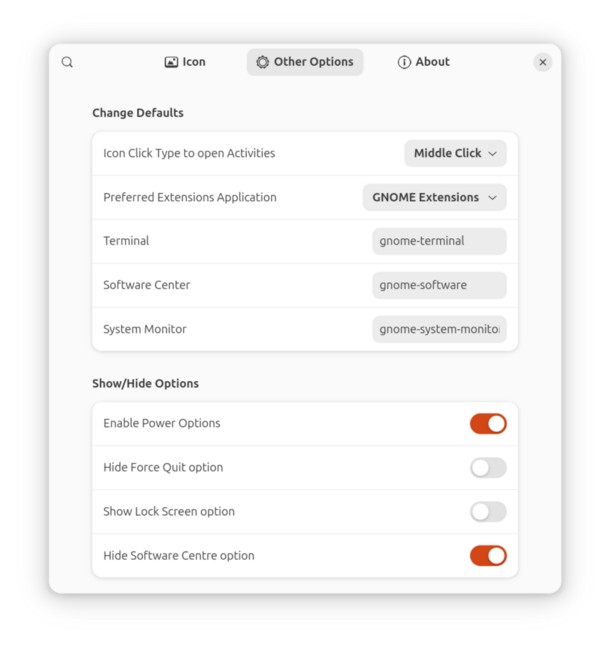 Icon
Other Options
About
Change Defaults
Icon Click Type to open Activities
Middle Click
Preferred Extensions Application
GNOME Extensions
Terminal
gnome-terminal
Software Center
gnome-software
System Monitor
gnome-system-monito
Show/Hide Options
Enable Power Options
Hide Force Quit option
Show Lock Screen option
Hide Software Centre option